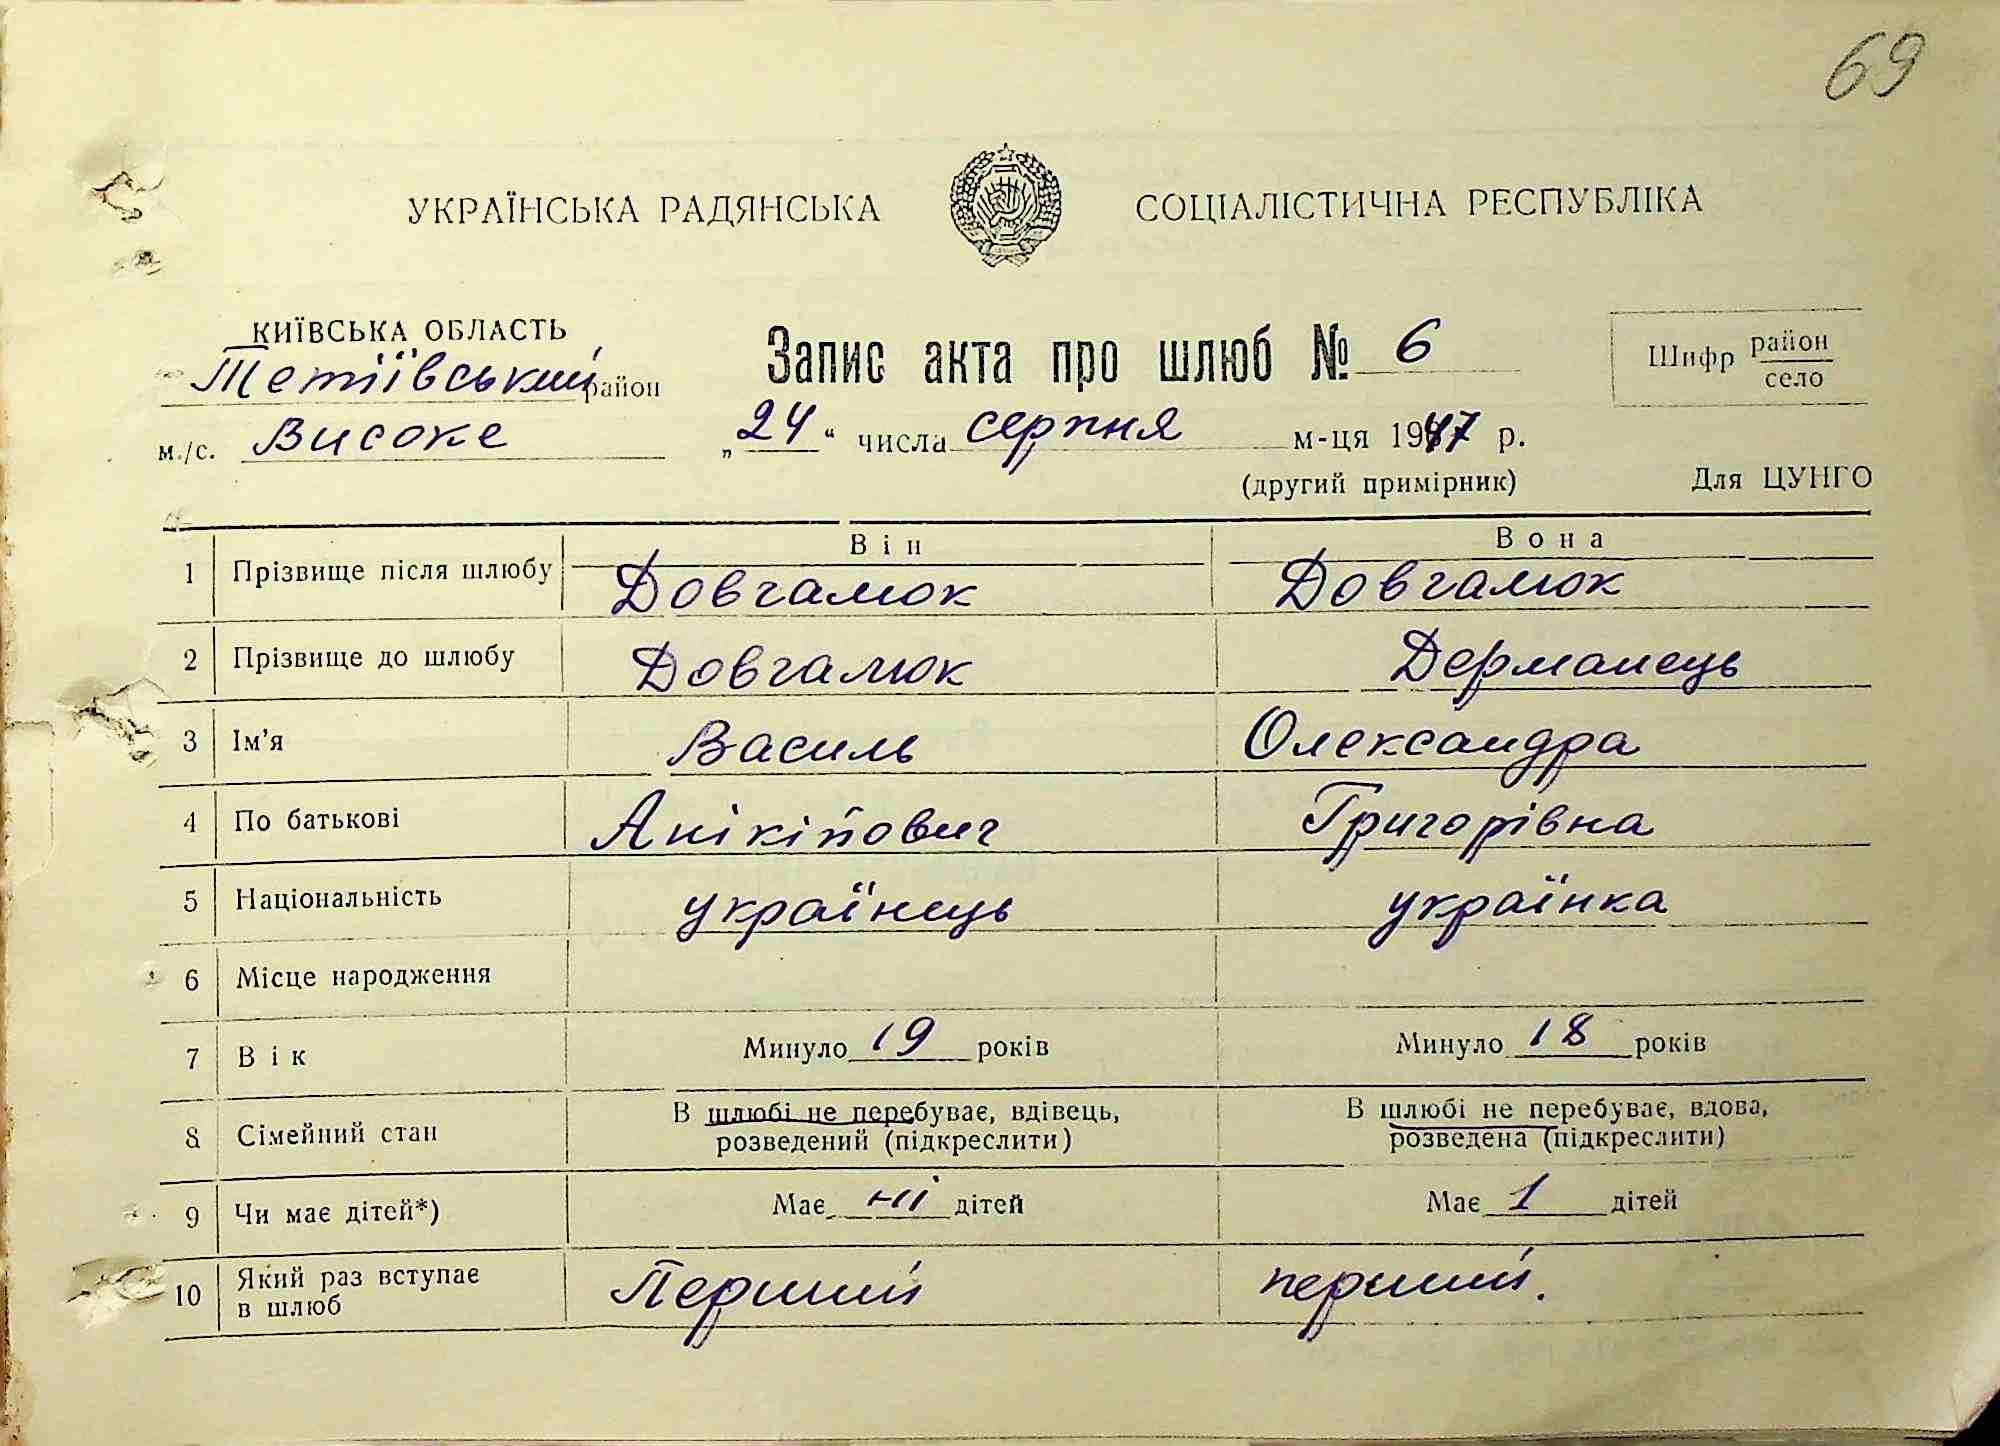 69
УКРАЇНСЬКА РАДЯНСЬКА СОЦІАЛІСТИЧНА РЕСПУБЛІКА
КИЇВСЬКА ОБЛАСТЬ
Тетіївський район
м./с. Високе
Запис акта про шлюб № 6
Шифр район
село
„24“ числа серпня м-ця 1947 р.
(другий примірник) Для ЦУНГО
Він Вона
1 Прізвище після шлюбу Довгалюк Довгалюк
2 Прізвище до шлюбу Довгалюк Дерманець
3 Ім'я Василь Олександра
4 По батькові Анікійович Григорівна
5 Національність українець українка
6 Місце народження
7 Вік Минуло 19 років Минуло 18 років
8 Сімейний стан В шлюбі не перебуває, вдівець, В шлюбі не перебуває, вдова,
розведений (підкреслити) розведена (підкреслити)
9 Чи має дітей*) Має ні дітей Має 1 дітей
10 Який раз вступає
в шлюб Перший перший.